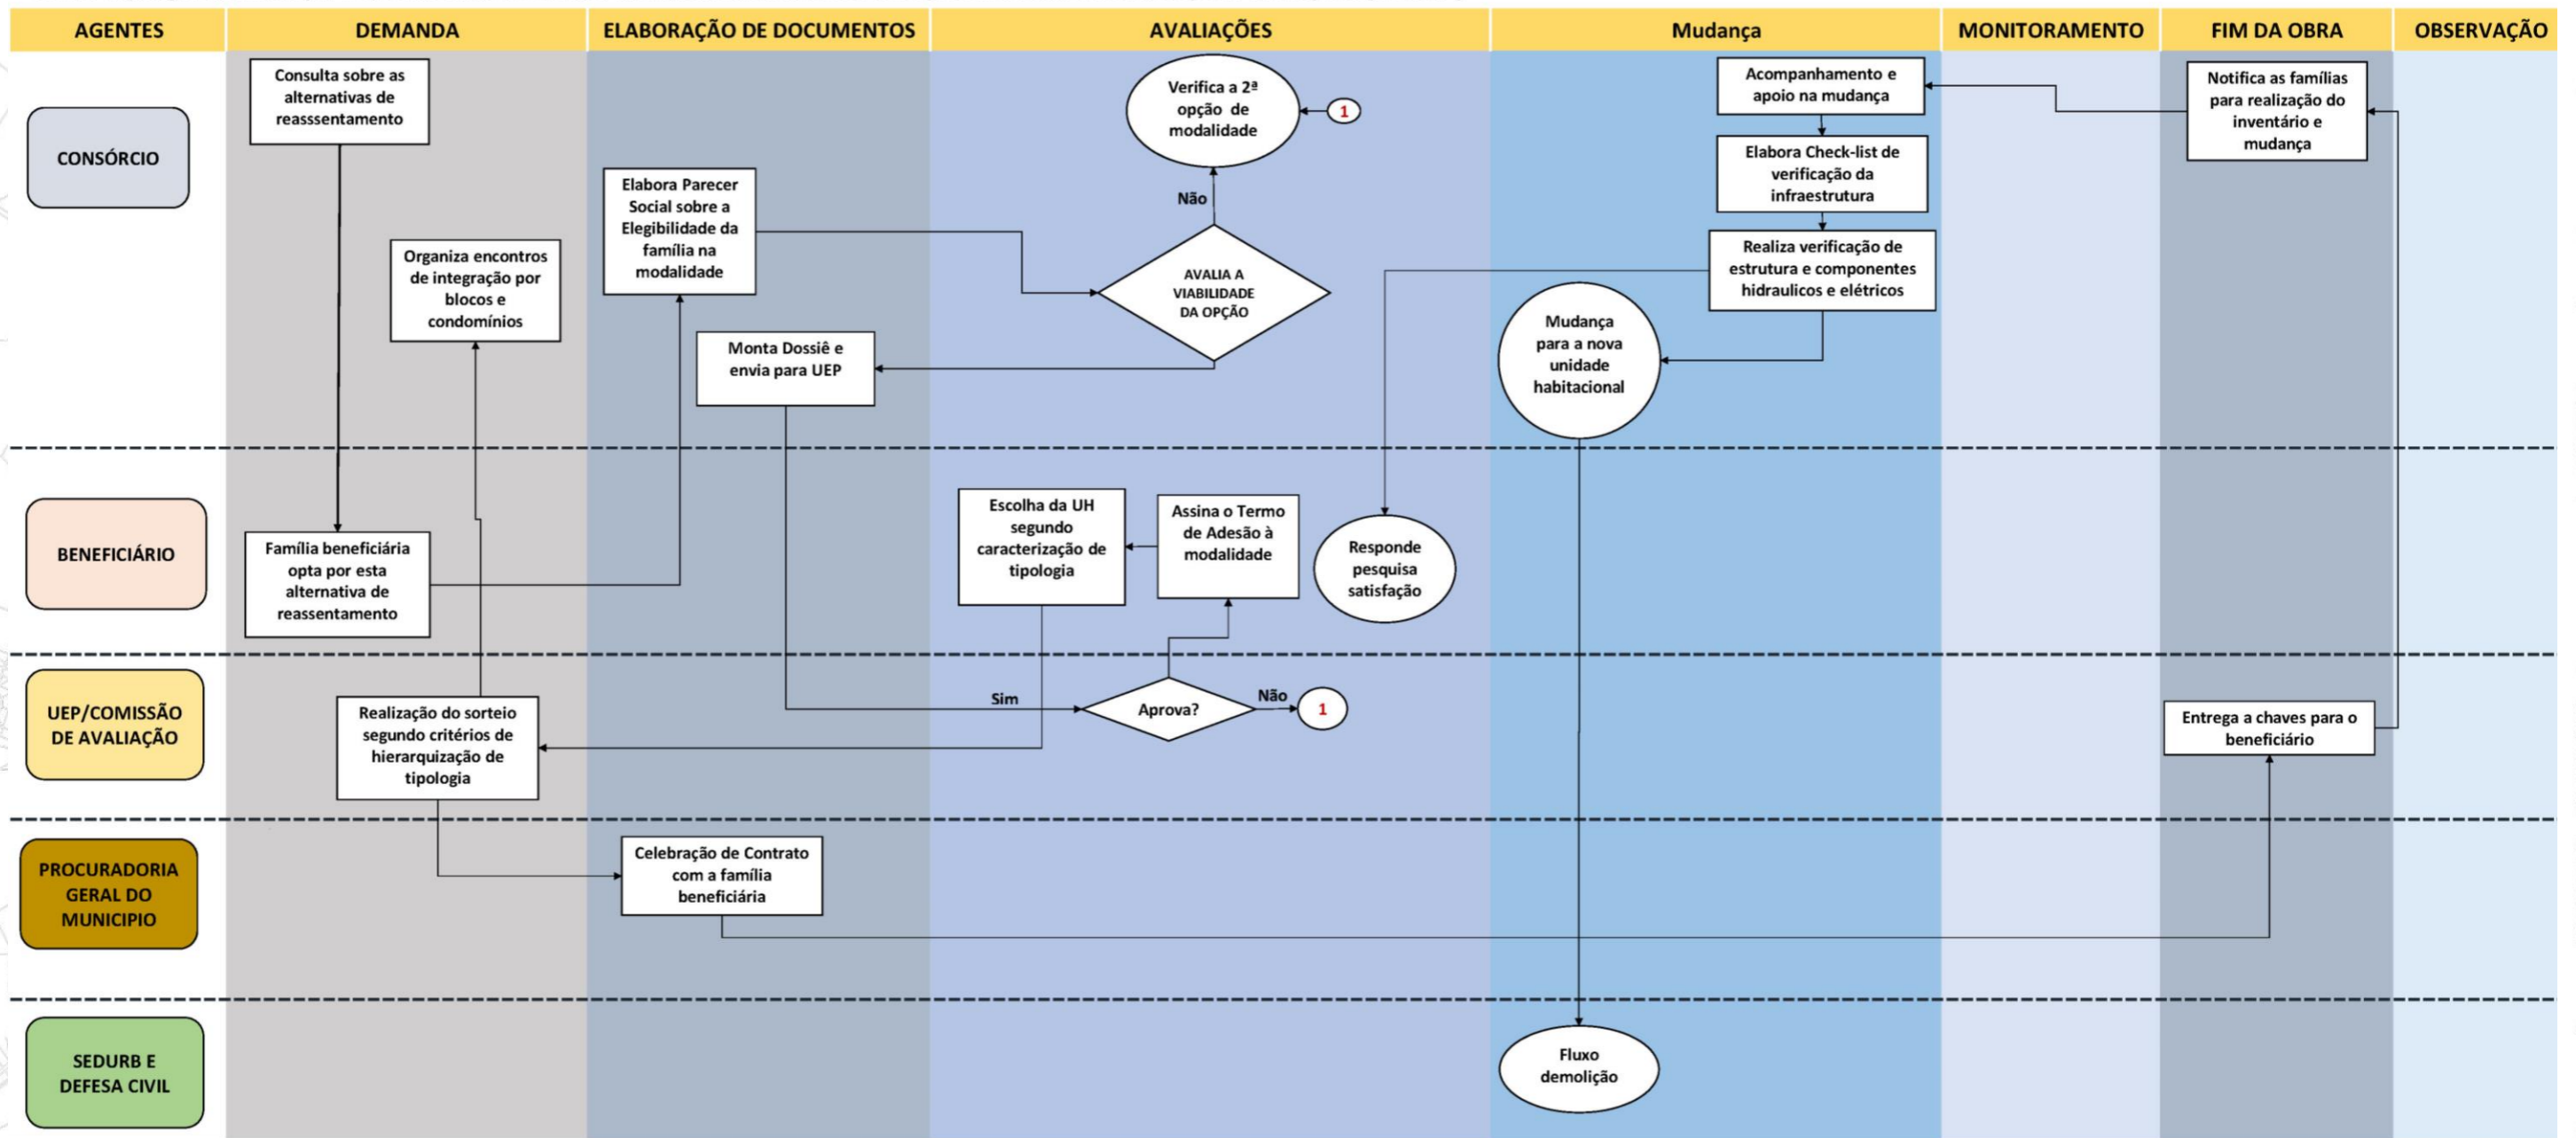 AGENTES
DEMANDA
ELABORAÇÃO DE DOCUMENTOS
AVALIAÇÕES
Mudança
MONITORAMENTO
FIM DA OBRA
OBSERVAÇÃO
CONSÓRCIO
Consulta sobre as
alternativas de
reasssentamento
Organiza encontros
de integração por
blocos e
condomínios
Elabora Parecer
Social sobre a
Elegibilidade da
família na
modalidade
Monta Dossiê e
envia para UEP
Verifica a 2ª
opção de
modalidade
1
Não
AVALIA A
VIABILIDADE
DA OPÇÃO
Acompanhamento e
apoio na mudança
Elabora Check-list de
verificação da
infraestrutura
Realiza verificação de
estrutura e componentes
hidraulicos e elétricos
Mudança
para a nova
unidade
habitacional
Notifica as famílias
para realização do
inventário e
mudança
BENEFICIÁRIO
Família beneficiária
opta por esta
alternativa de
reassentamento
Escolha da UH
segundo
caracterização de
tipologia
Assina o Termo
de Adesão à
modalidade
Responde
pesquisa
satisfação
UEP/COMISSÃO
DE AVALIAÇÃO
Realização do sorteio
segundo critérios de
hierarquização de
tipologia
Sim
Aprova?
Não
1
Entrega a chaves para o
beneficiário
PROCURADORIA
GERAL DO
MUNICIPIO
Celebração de Contrato
com a família
beneficiária
SEDURB E
DEFESA CIVIL
Fluxo
demolição